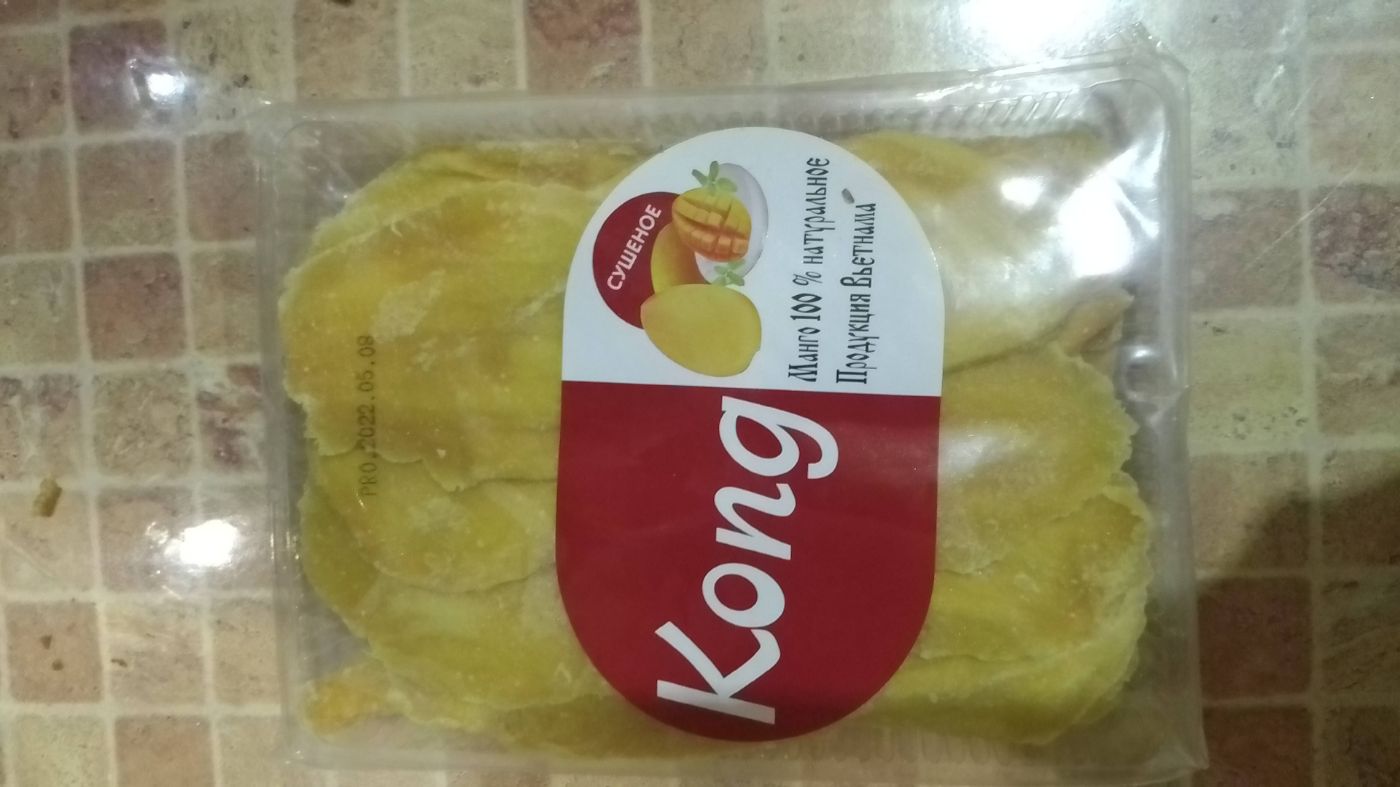 СУШЕНОЕ
Манго 100 % натуральное
Продукция Вьетнама
Kong
PRO.2022.05.08